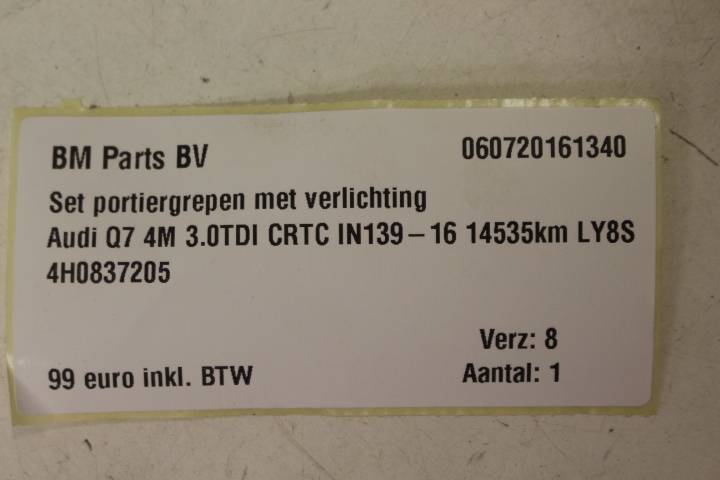 BM Parts BV 060720161340
Set portiergrepen met verlichting
Audi Q7 4M 3.0TDI CRTC IN139–16 14535km LY8S
4H0837205
Verz: 8
99 euro inkl. BTW Aantal: 1